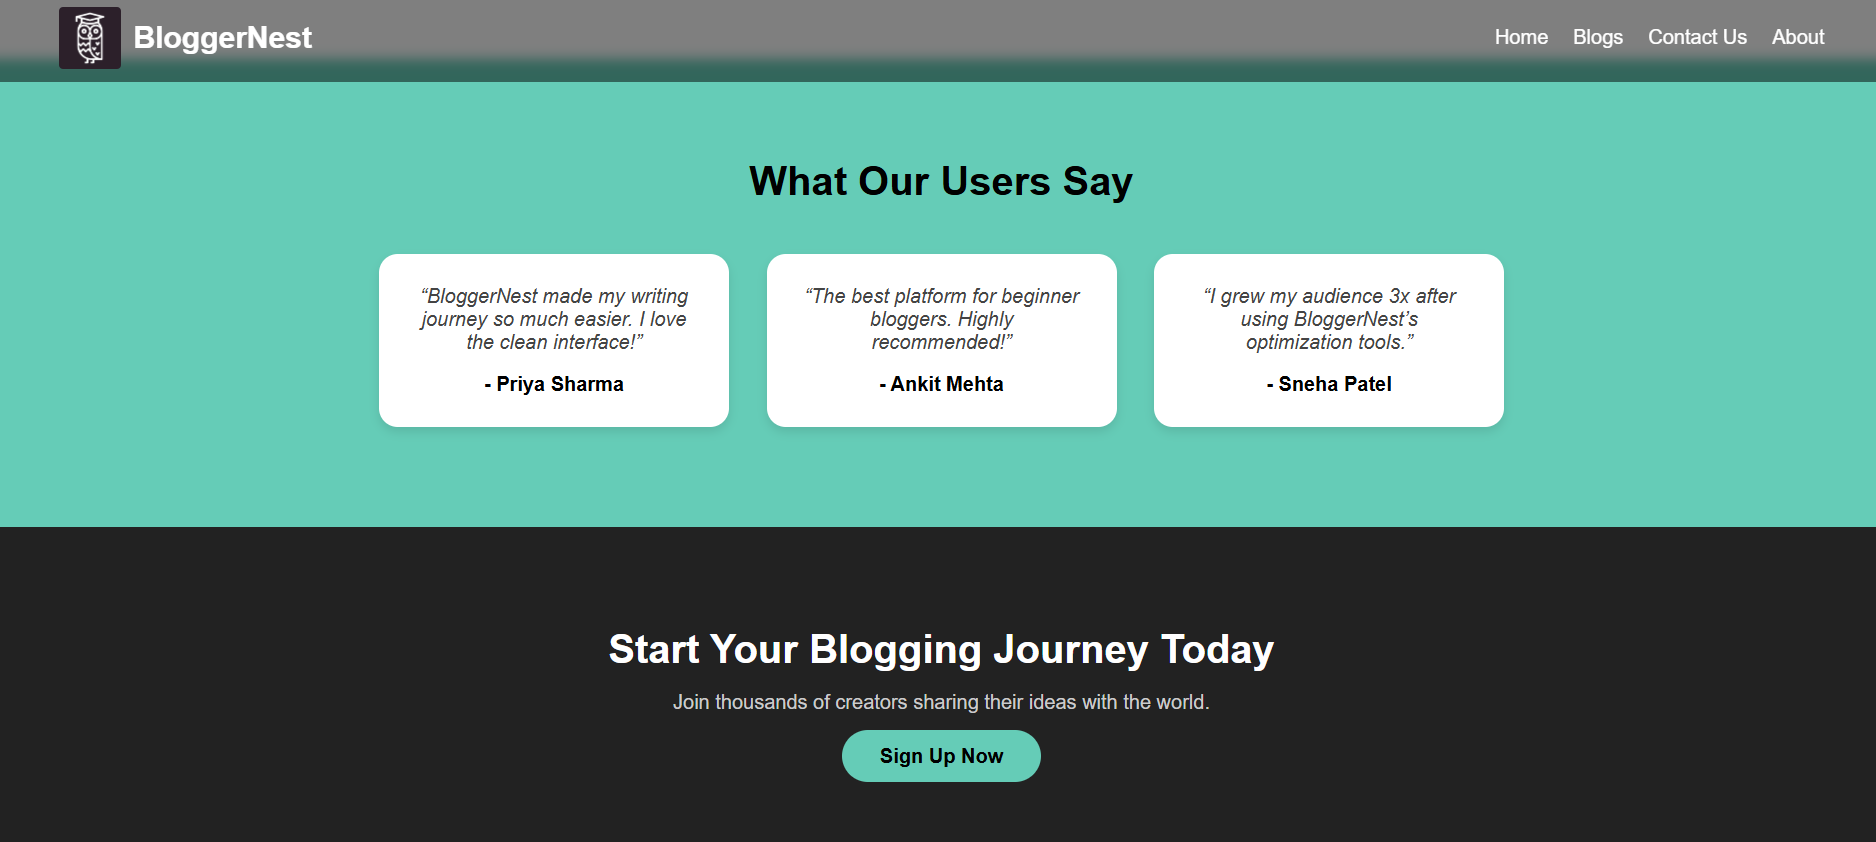 BloggerNest
Home Blogs Contact Us About
What Our Users Say
“BloggerNest made my writing
journey so much easier. I love
the clean interface!”
- Priya Sharma
“The best platform for beginner
bloggers. Highly
recommended!”
- Ankit Mehta
“I grew my audience 3x after
using BloggerNest’s
optimization tools.”
- Sneha Patel
Start Your Blogging Journey Today
Join thousands of creators sharing their ideas with the world.
Sign Up Now